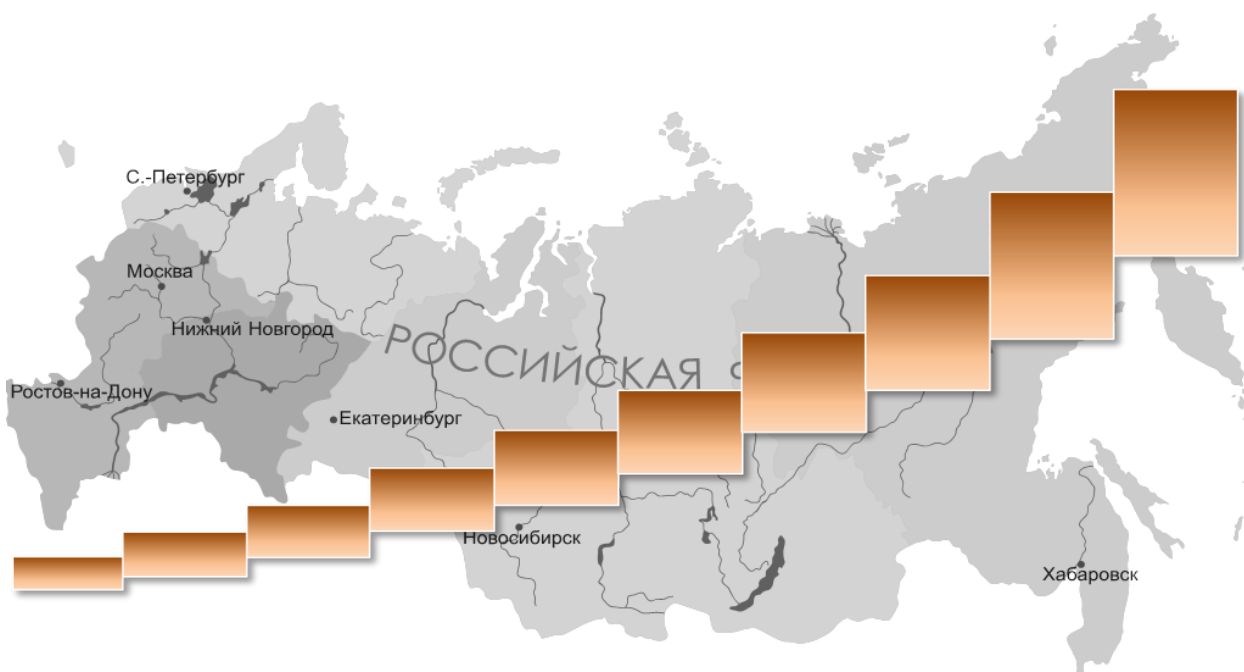 С.-Петербург
Москва
Нижний Новгород
РОССИЙСКАЯ
Ростов-на-Дону
Екатеринбург
Новосибирск
Хабаровск